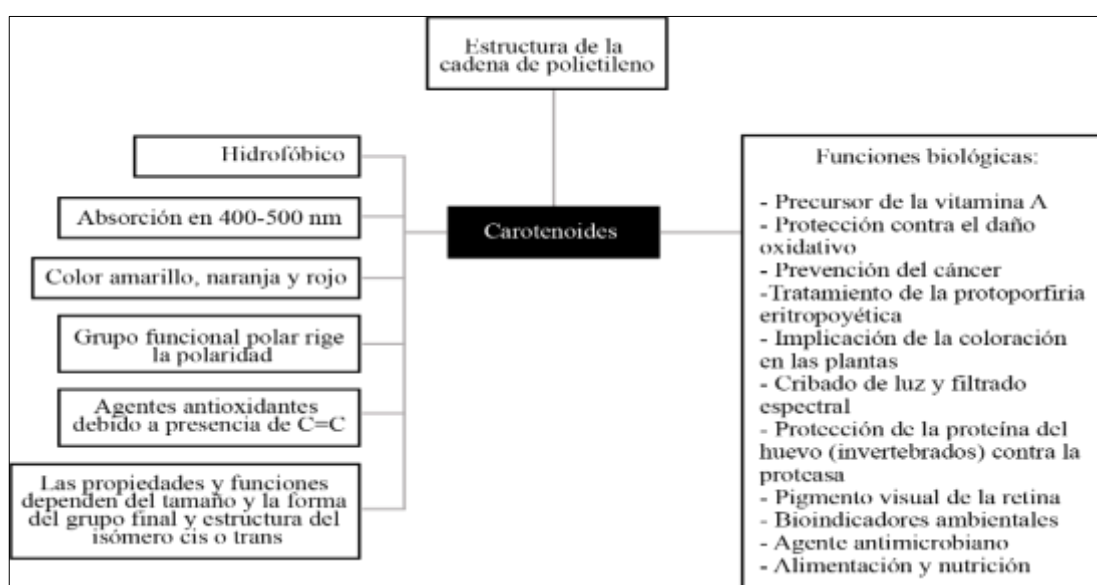 Estructura de la
cadena de polietileno
Hidrofóbico
Absorción en 400-500 nm
Color amarillo, naranja y rojo
Grupo funcional polar rige
la polaridad
Agentes antioxidantes
debido a presencia de C=C
Las propiedades y funciones
dependen del tamaño y la forma
del grupo final y estructura del
isómero cis o trans
Carotenoides
Funciones biológicas:
- Precursor de la vitamina A
- Protección contra el daño
oxidativo
- Prevención del cáncer
-Tratamiento de la protoporfiria
eritropoyética
- Implicación de la coloración
en las plantas
- Cribado de luz y filtrado
espectral
- Protección de la proteína del
huevo (invertebrados) contra la
proteasa
- Pigmento visual de la retina
- Bioindicadores ambientales
- Agente antimicrobiano
- Alimentación y nutrición